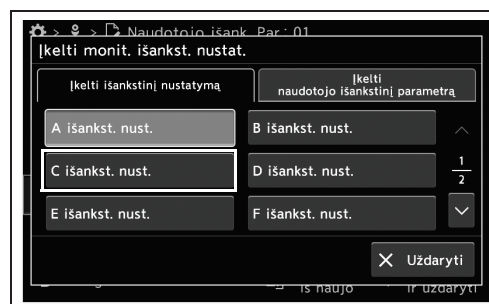 > > Naudotojo išank. Par.: 01
Įkelti monit. išankst. nustat.
Įkelti išankstinį nustatymą
Įkelti
naudotojo išankstinį parametrą
A išankst. nust.
B išankst. nust.
C išankst. nust.
D išankst. nust.
1
2
E išankst. nust.
F išankst. nust.
× Uždaryti
iš naujo
ir uždaryti